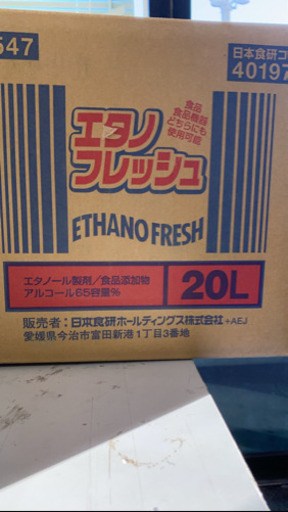 547
日本食研コ
40197
食品
食品機器
どちらにも
使用可能
エタノ
フレッシュ
ETHANO FRESH
エタノール製剤/食品添加物
アルコール65容量%
20L
販売者:日本食研ホールディングス株式会社+AEJ
愛媛県今治市富田新港1丁目3番地